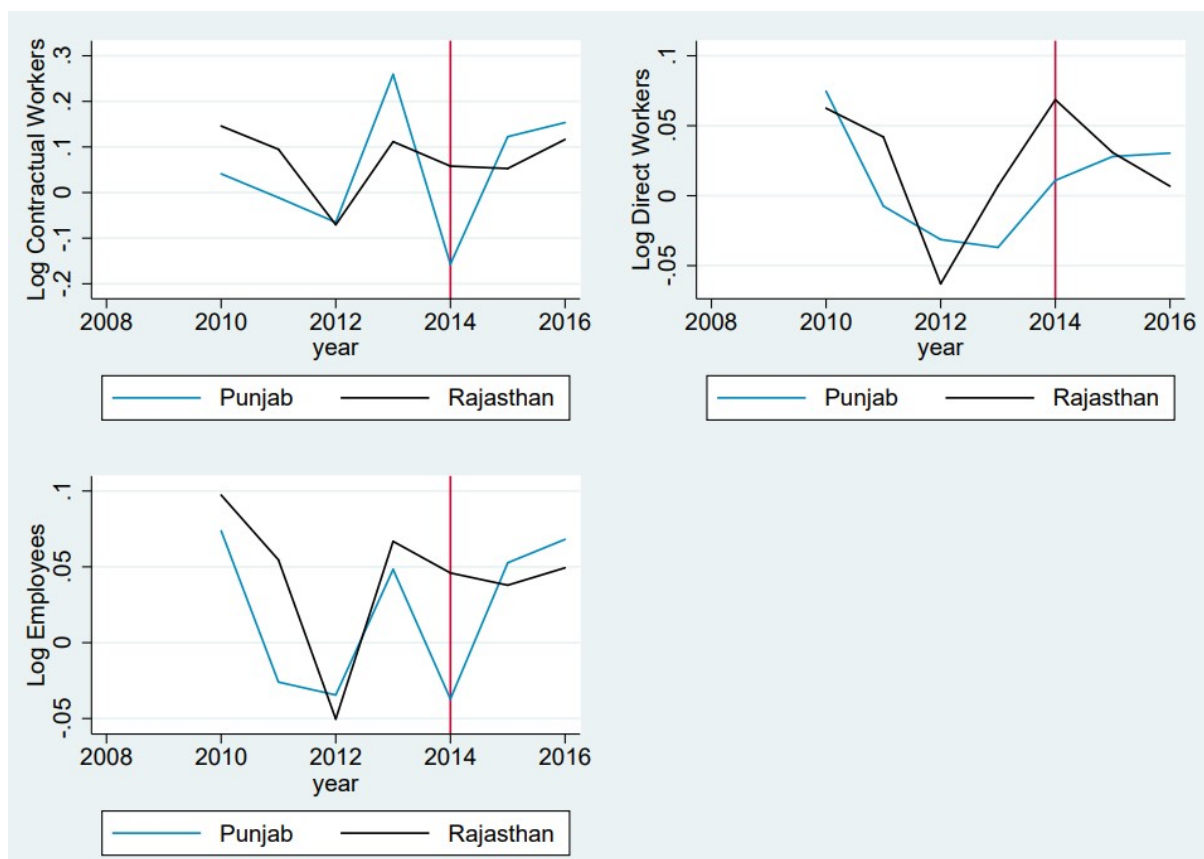 Log Contractual Workers
.3
.2
.1
0
-.1
-.2
2008 2010 2012 2014 2016
year
Punjab Rajasthan
Log Direct Workers
.1
.05
0
-.05
2008 2010 2012 2014 2016
year
Punjab Rajasthan
Log Employees
.1
.05
0
-.05
2008 2010 2012 2014 2016
year
Punjab Rajasthan